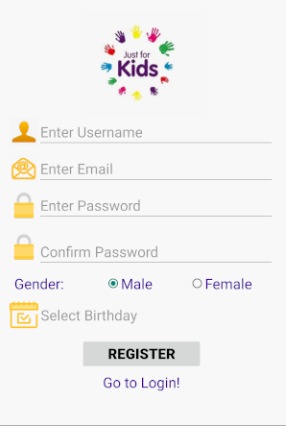 Just for
Kids
Enter Username
Enter Email
Enter Password
Confirm Password
Gender: Male Female
Select Birthday
REGISTER
Go to Login!